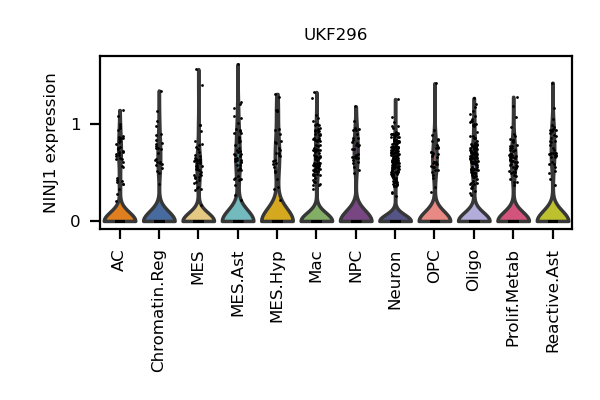 UKF296
NINJ1 expression
1
0
AC
Chromatin.Reg
MES
MES.Ast
MES.Hyp
Mac
NPC
Neuron
OPC
Oligo
Prolif.Metab
Reactive.Ast